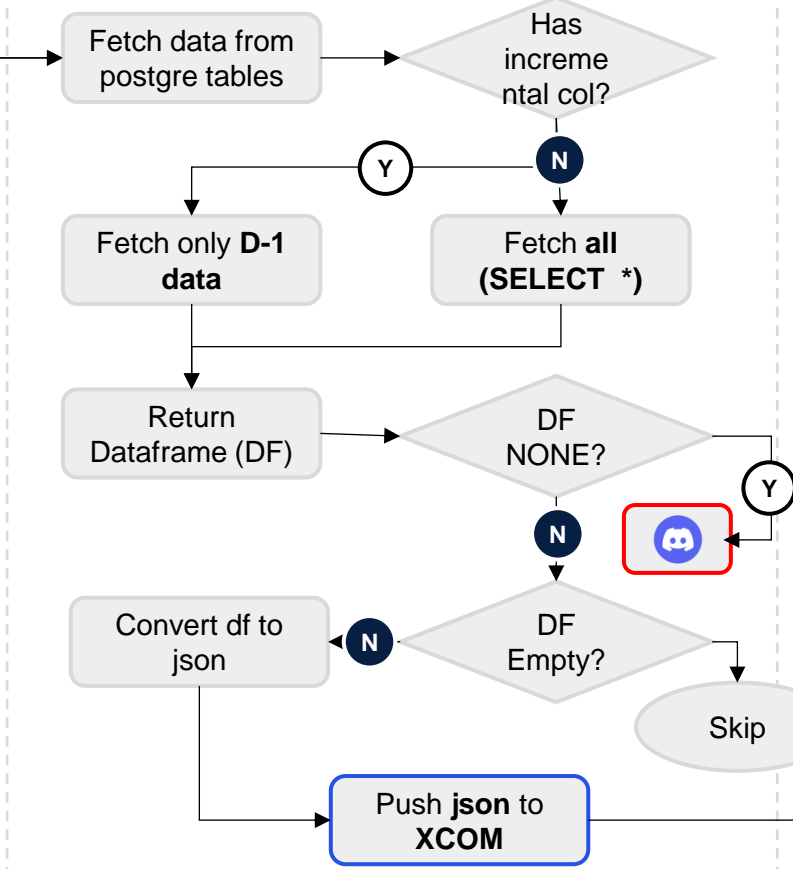 Fetch data from
postgre tables
Has
increme
ntal col?
Y
N
Fetch only D-1
data
Fetch all
(SELECT *)
Return
Dataframe (DF)
DF
NONE?
Y
N
Convert df to
json
N
DF
Empty?
Skip
Push json to
XCOM